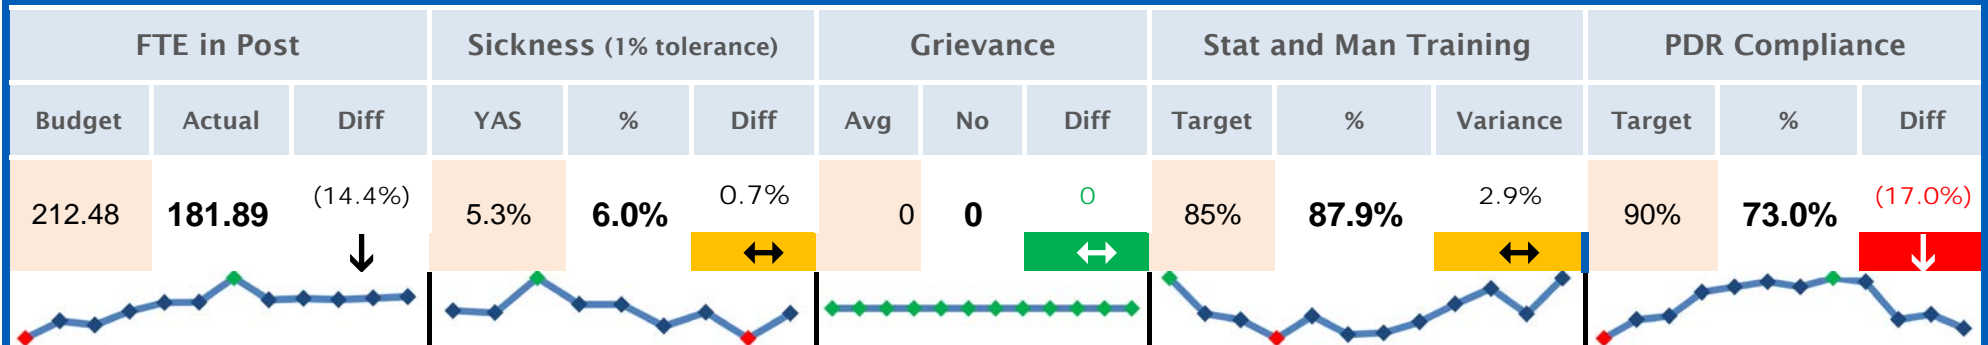 FTE in Post Sickness (1% tolerance) Grievance Stat and Man Training PDR Compliance
Budget Actual Diff YAS % Diff Avg No Diff Target % Variance Target % Diff
212.48 181.89 (14.4%) 5.3% 6.0% 0.7% 0 0 0 85% 87.9% 2.9% 90% 73.0% (17.0%)